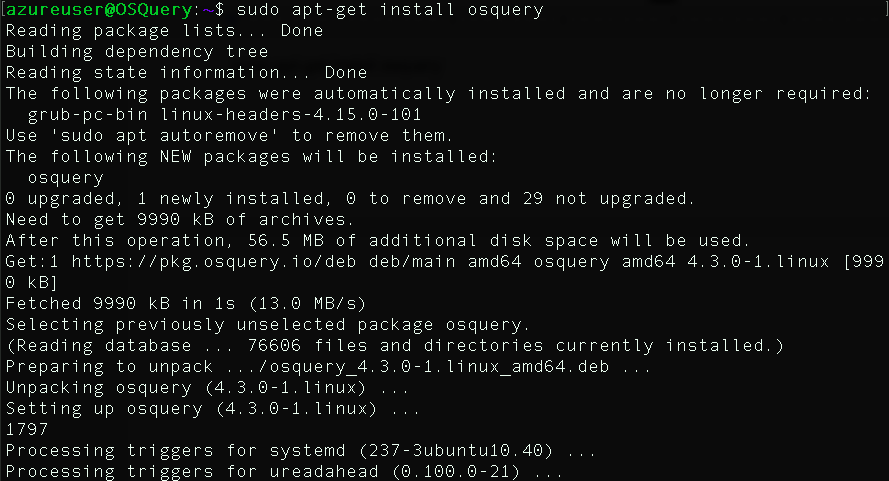 [azureuser@OSQuery:~$ sudo apt-get install osquery ]
Reading package lists... Done
Building dependency tree
Reading state information... Done
The following packages were automatically installed and are no longer required:
  grub-pc-bin linux-headers-4.15.0-101
Use 'sudo apt autoremove' to remove them.
The following NEW packages will be installed:
  osquery
0 upgraded, 1 newly installed, 0 to remove and 29 not upgraded.
Need to get 9990 kB of archives.
After this operation, 56.5 MB of additional disk space will be used.
Get:1 https://pkg.osquery.io/deb deb/main amd64 osquery amd64 4.3.0-1.linux [999
0 kB]
Fetched 9990 kB in 1s (13.0 MB/s)
Selecting previously unselected package osquery.
(Reading database ... 76606 files and directories currently installed.)
Preparing to unpack .../osquery_4.3.0-1.linux_amd64.deb ...
Unpacking osquery (4.3.0-1.linux) ...
Setting up osquery (4.3.0-1.linux) ...
1797
Processing triggers for systemd (237-3ubuntu10.40) ...
Processing triggers for ureadahead (0.100.0-21) ...